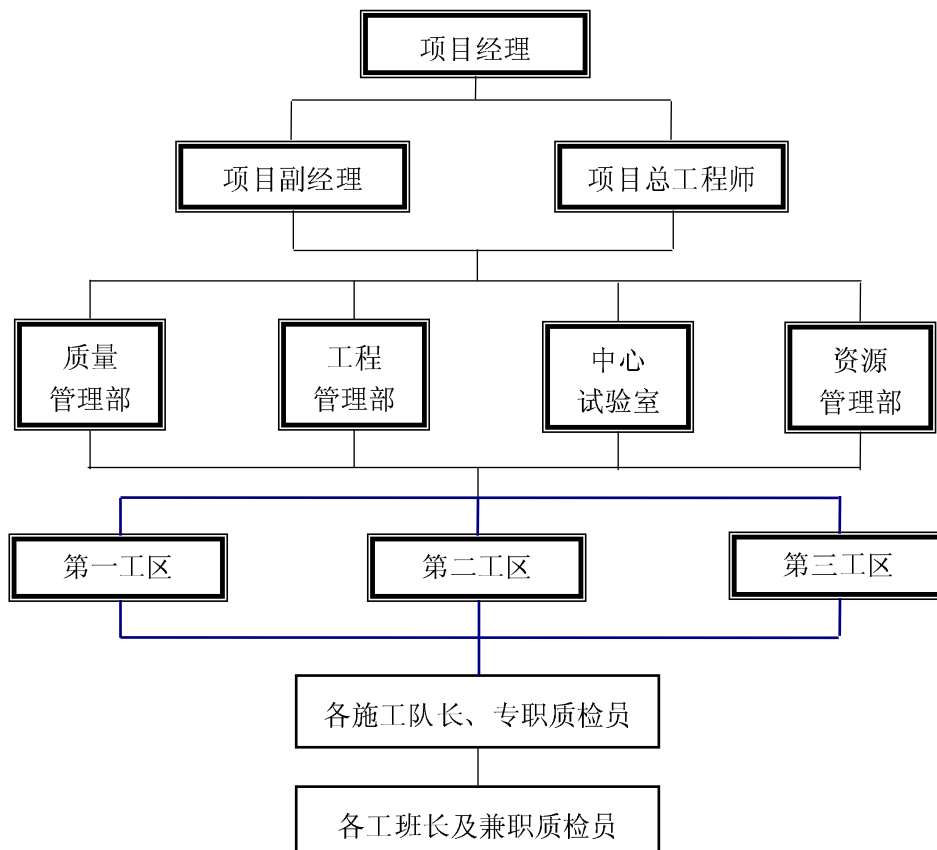 项目经理
项目副经理
项目总工程师
质量
管理部
工程
管理部
中心
试验室
资源
管理部
第一工区
第二工区
第三工区
各施工队长、专职质检员
各工班长及兼职质检员